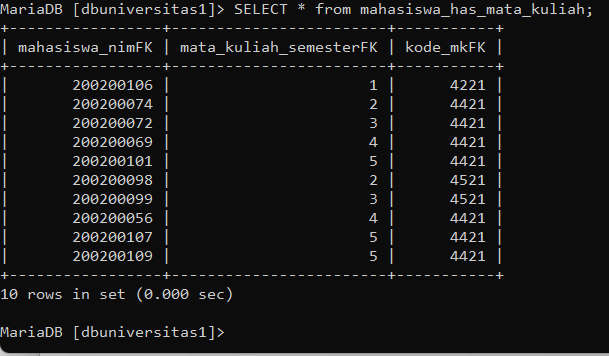 MariaDB [dbuniversitas1]> SELECT * from mahasiswa_has_mata_kuliah;
+-----------------+------------------------+-----------+
| mahasiswa_nimFK | mata_kuliah_semesterFK | kode_mkFK |
+-----------------+------------------------+-----------+
|       200200106 |                      1 |      4221 |
|       200200074 |                      2 |      4421 |
|       200200072 |                      3 |      4421 |
|       200200069 |                      4 |      4421 |
|       200200101 |                      5 |      4421 |
|       200200098 |                      2 |      4521 |
|       200200099 |                      3 |      4521 |
|       200200056 |                      4 |      4421 |
|       200200107 |                      5 |      4421 |
|       200200109 |                      5 |      4421 |
+-----------------+------------------------+-----------+
10 rows in set (0.000 sec)
MariaDB [dbuniversitas1]>